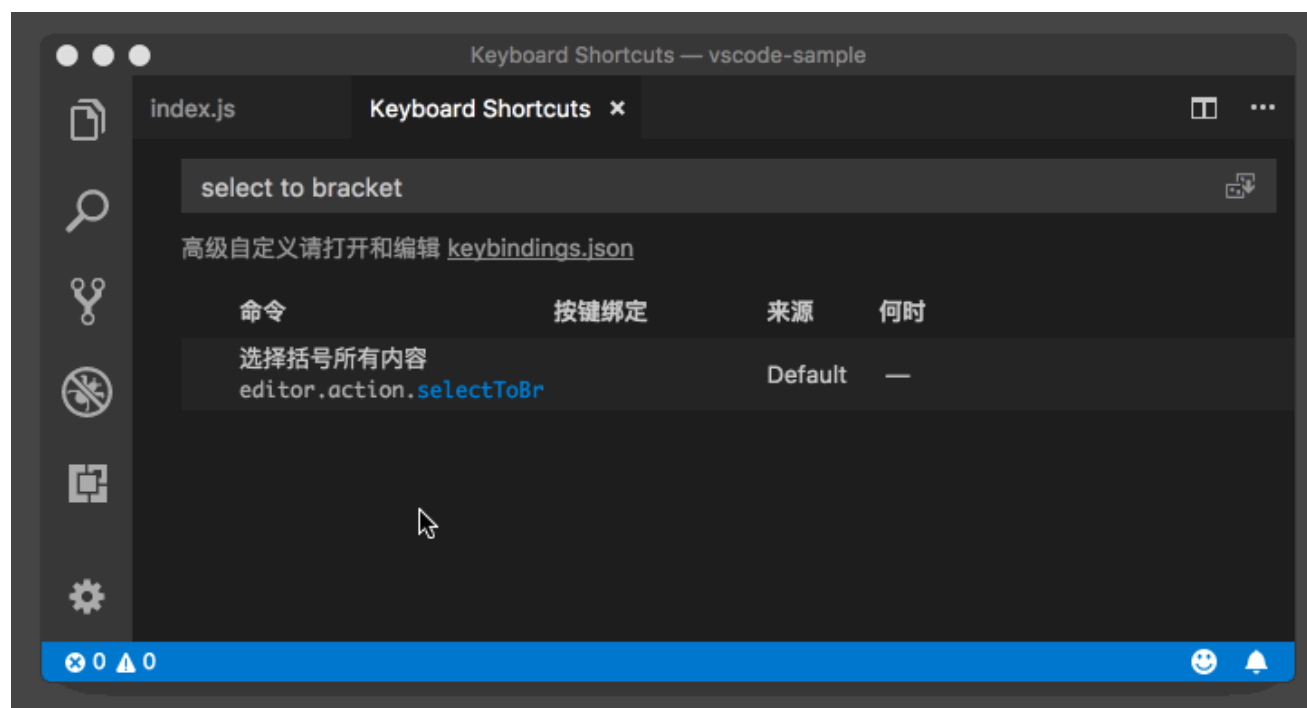 Keyboard Shortcuts — vscode-sample
index.js Keyboard Shortcuts ×
select to bracket
高级自定义请打开和编辑 keybindings.json
命令 按键绑定 来源 何时
选择括号所有内容
editor.action.selectToBr Default —
0 0